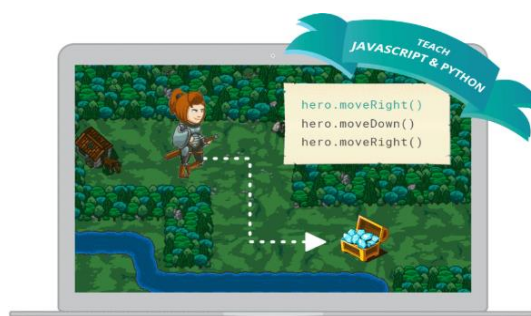 TEACH
JAVASCRIPT & PYTHON
hero.moveRight()
hero.moveDown()
hero.moveRight()